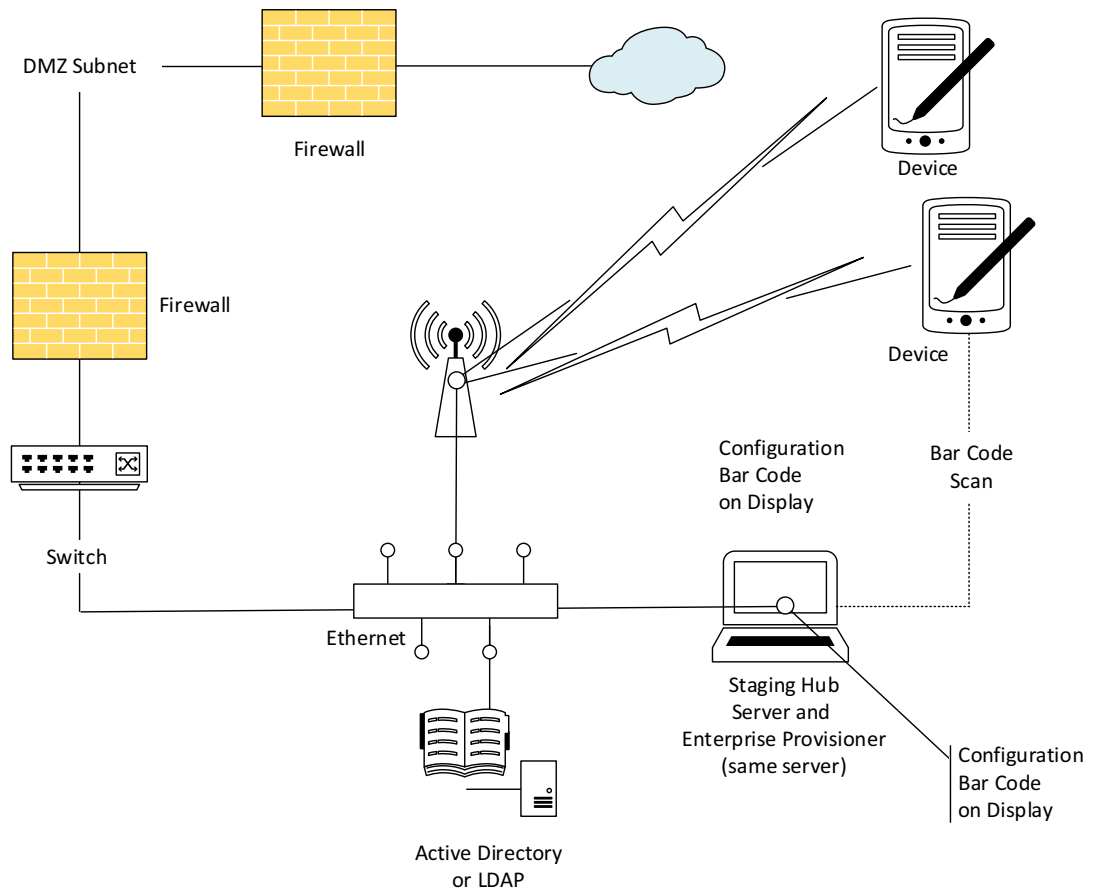 DMZ Subnet
Firewall
Device
Firewall
Device
Configuration
Bar Code
on Display
Bar Code
Scan
Switch
Ethernet
Staging Hub
Server and
Enterprise Provisioner
(same server)
Configuration
Bar Code
on Display
Active Directory
or LDAP